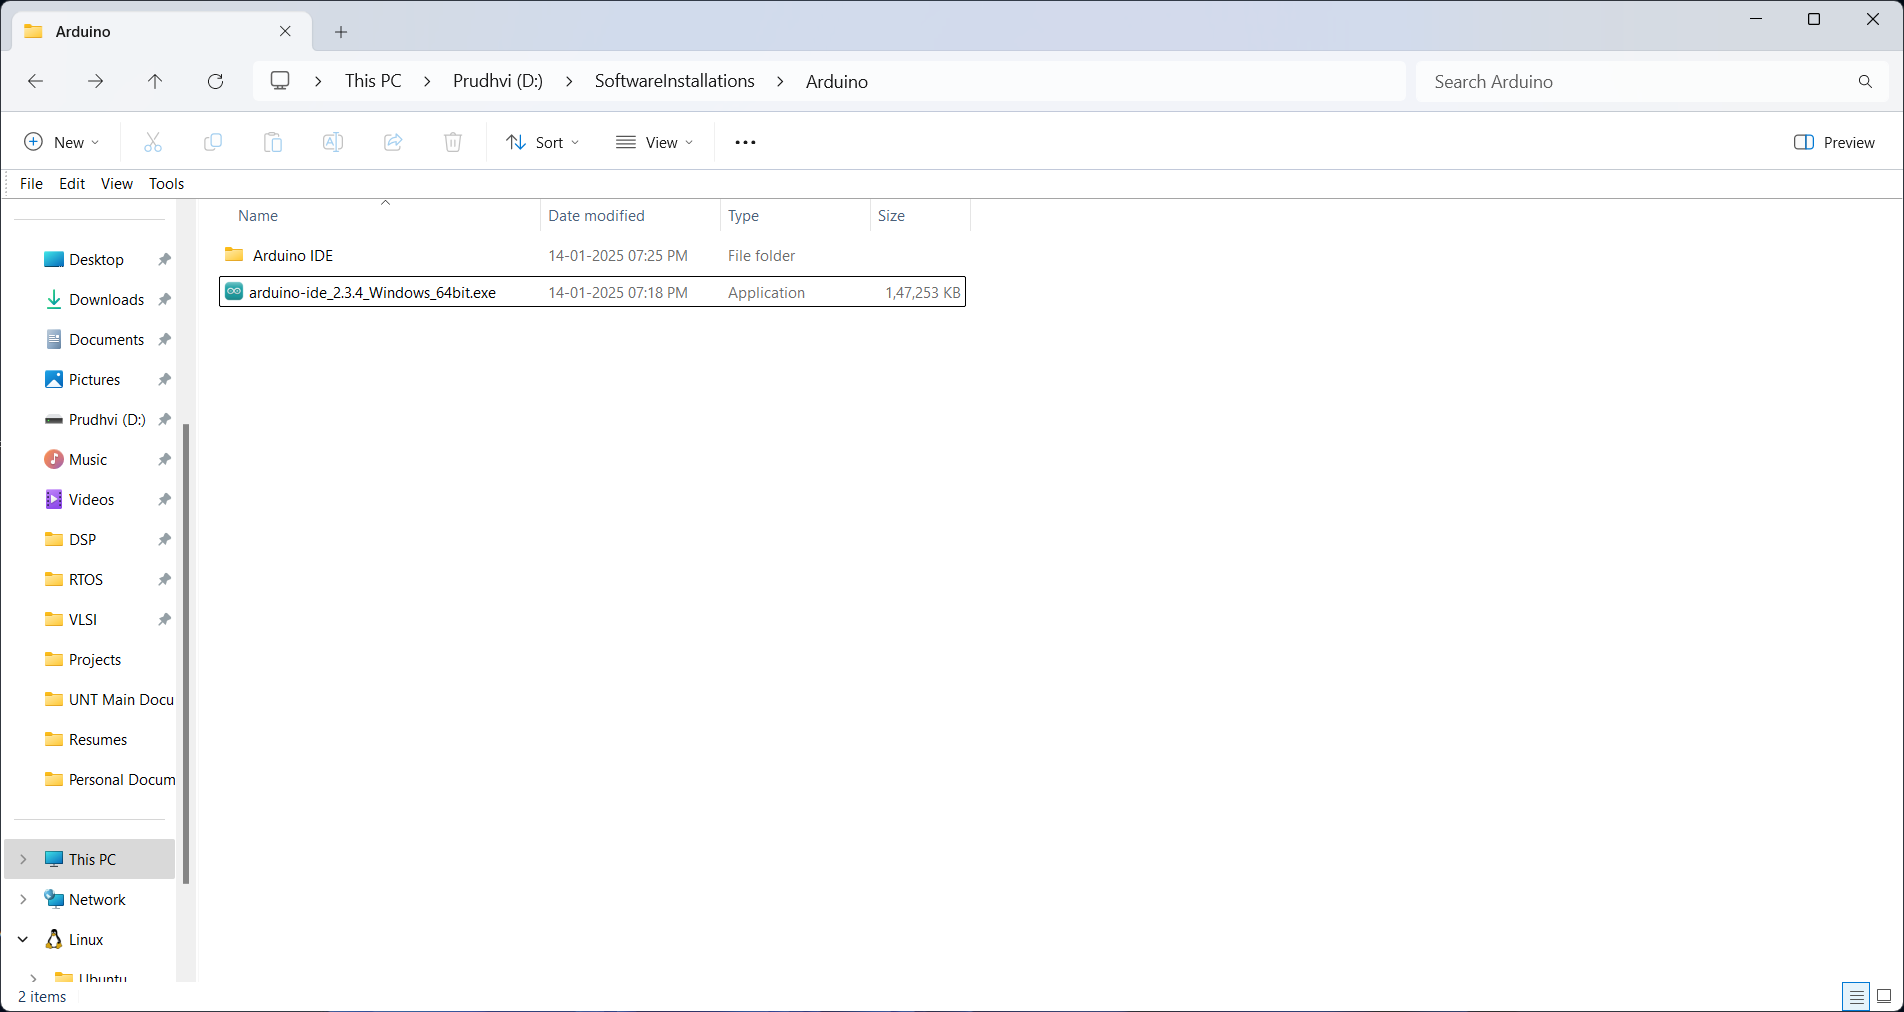 Arduino
This PC > Prudhvi (D:) > SoftwareInstallations > Arduino
Search Arduino
New
Sort
View
Preview
File Edit View Tools
Name Date modified Type Size
Arduino IDE 14-01-2025 07:25 PM File folder
arduino-ide_2.3.4_Windows_64bit.exe 14-01-2025 07:18 PM Application 1,47,253 KB
Desktop
Downloads
Documents
Pictures
Prudhvi (D:)
Music
Videos
DSP
RTOS
VLSI
Projects
UNT Main Docu
Resumes
Personal Docum
This PC
Network
Linux
Ubuntu
2 items